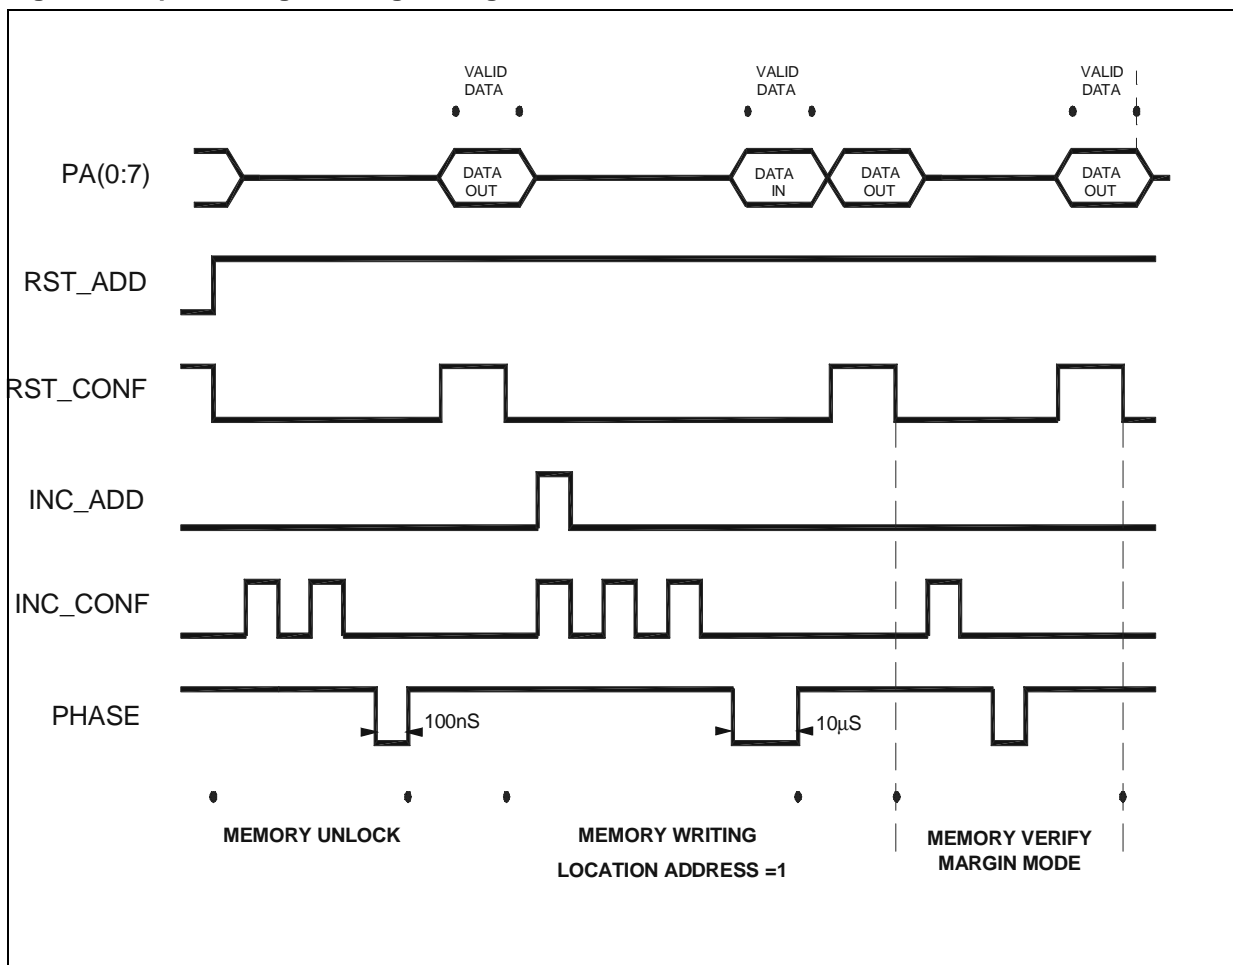 VALID
DATA
VALID
DATA
VALID
DATA
PA(0:7)
DATA
OUT
DATA
IN
DATA
OUT
DATA
OUT
RST_ADD
RST_CONF
INC_ADD
INC_CONF
PHASE
100nS
10µS
MEMORY UNLOCK
MEMORY WRITING
LOCATION ADDRESS =1
MEMORY VERIFY
MARGIN MODE